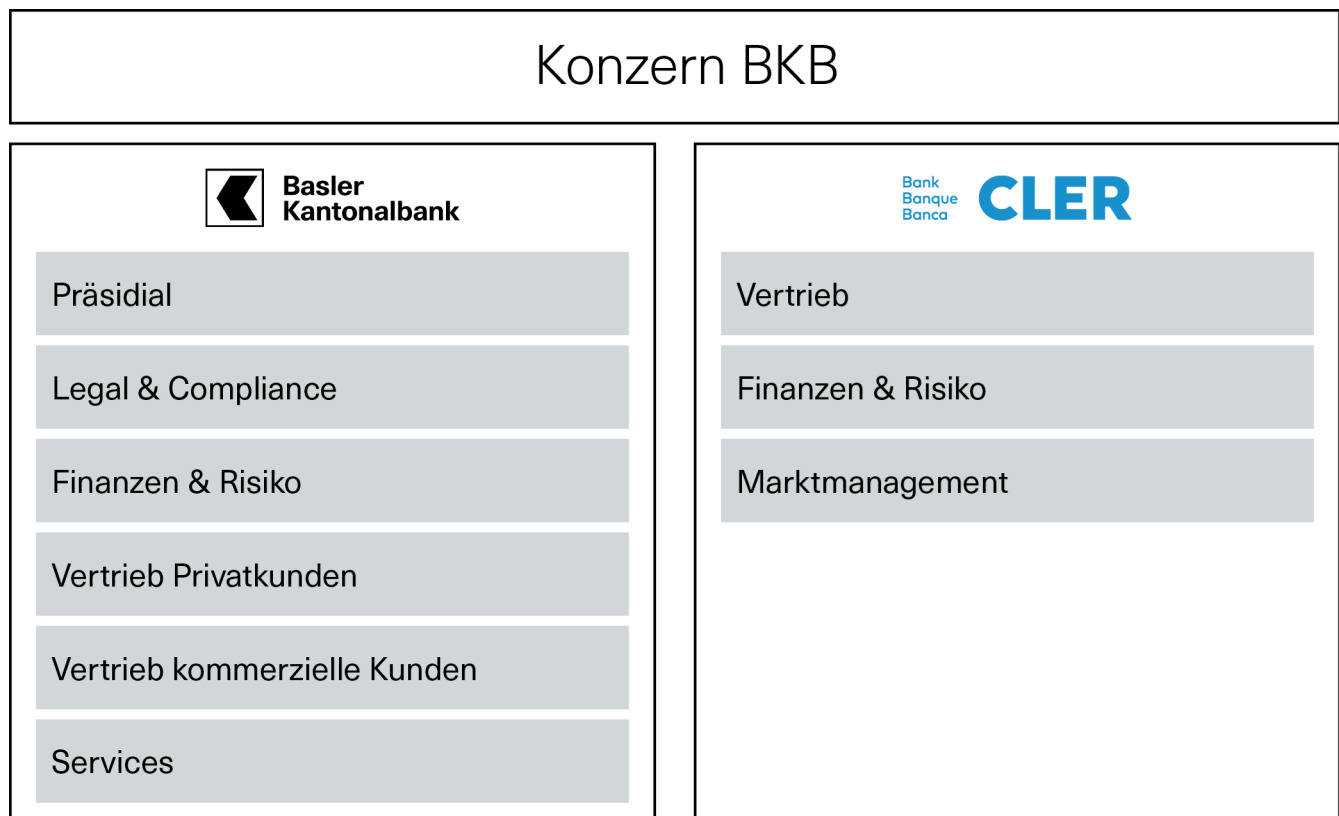 Konzern BKB
Basler
Kantonalbank
Präsidial
Legal & Compliance
Finanzen & Risiko
Vertrieb Privatkunden
Vertrieb kommerzielle Kunden
Services
Bank
Banque
Banca
CLER
Vertrieb
Finanzen & Risiko
Marktmanagement